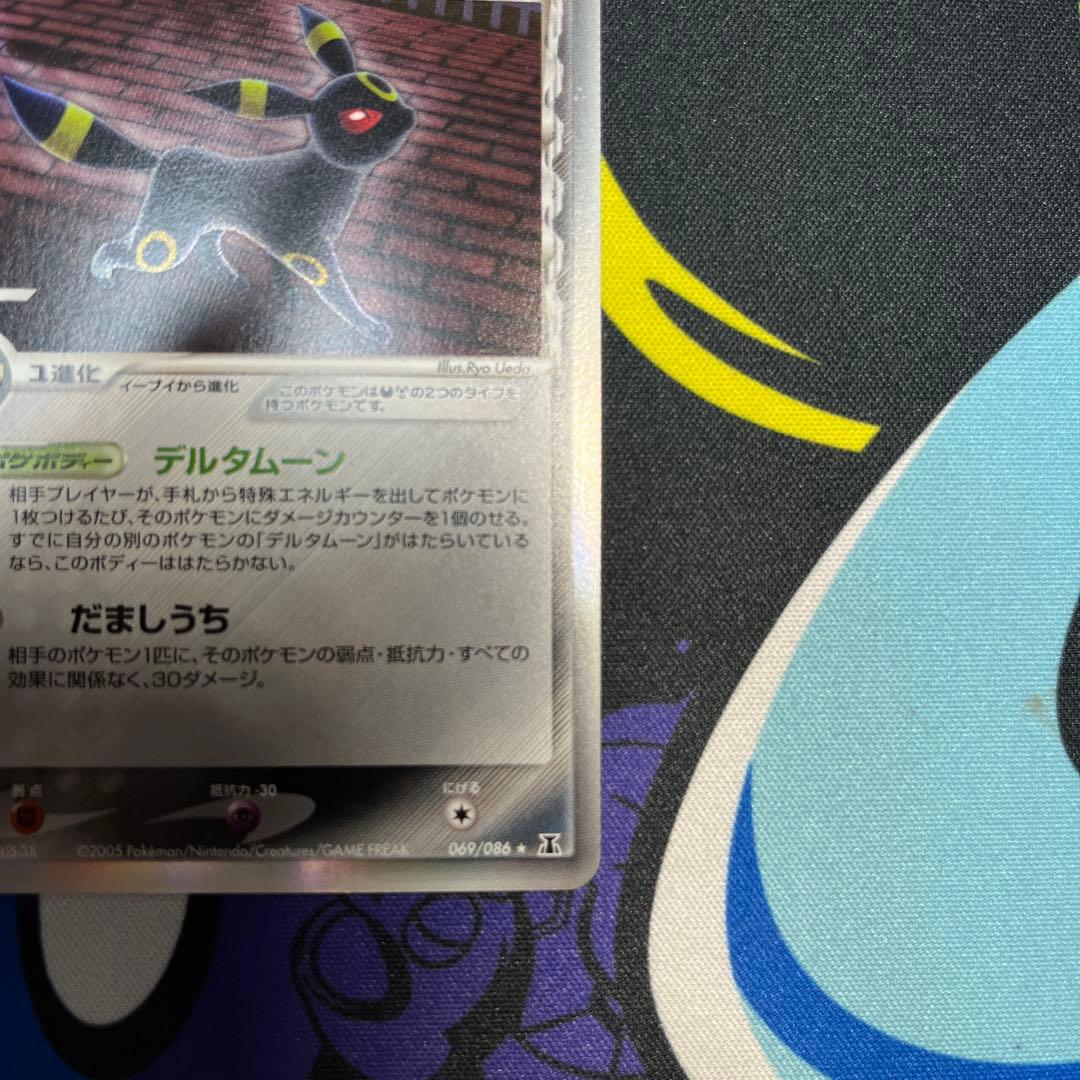 Illus.Ryo Ueda
1進化
イーブイから進化
このポケモンはの2つのタイプを
持つポケモンです。
ポケボディー デルタムーン
相手プレイヤーが、手札から特殊エネルギーを出してポケモンに
1枚つけるたび、そのポケモンにダメージカウンターを1個のせる。
すでに自分の別のポケモンの「デルタムーン」がはたらいている
なら、このボディーははたらかない。
だましうち
相手のポケモン1匹に、そのポケモンの弱点・抵抗力・すべての
効果に関係なく、30ダメージ。
弱点 抵抗力 -30 にげる
©2005 Pokémon/Nintendo/Creatures/GAME FREAK 069/086 ★